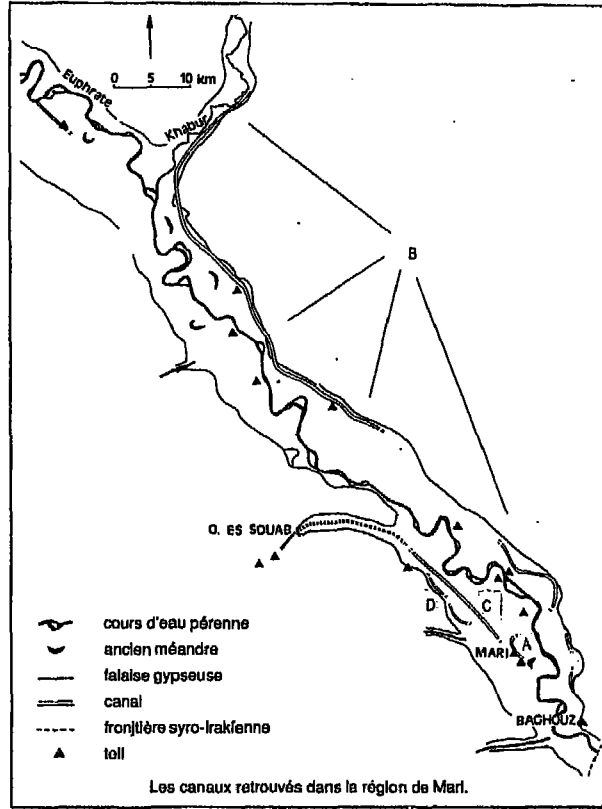 Euphrate
0 5 10 km
Khabur
B
O. ES SOUAB
D
C
A
MARI
BAGHOUZ
cours d'eau pérenne
ancien méandre
falaise gypseuse
canal
fronjtière syro-irakienne
tell
Les canaux retrouvés dans la région de Mari.